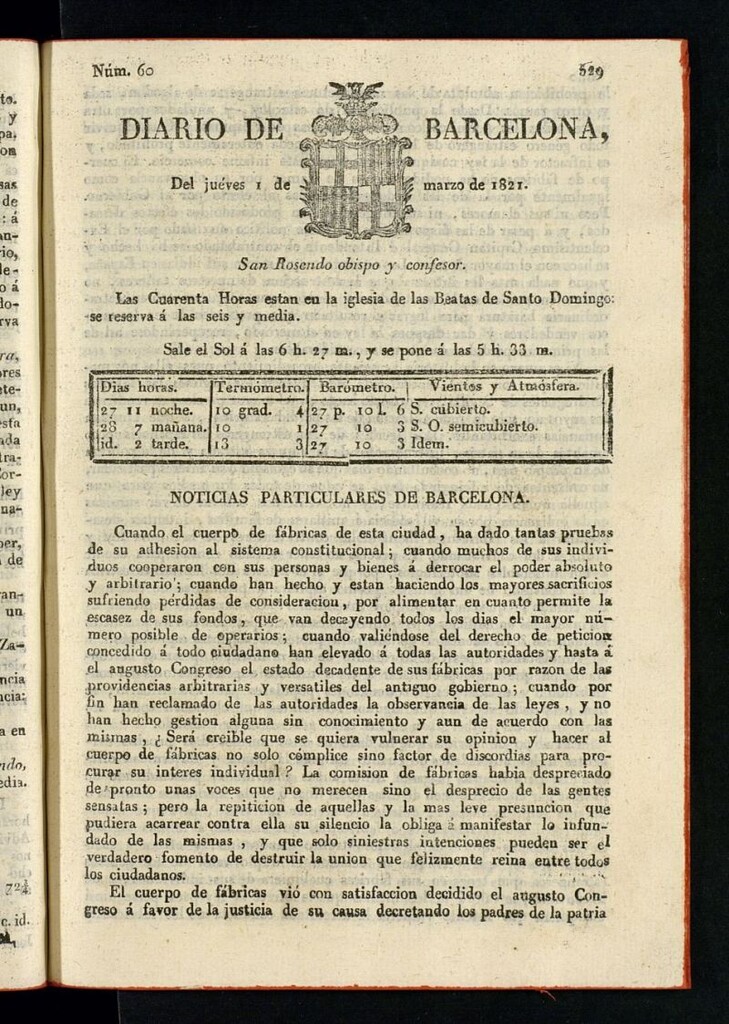 Núm. 60 529
DIARIO DE BARCELONA,
Del juéves 1 de marzo de 1821.
San Rosendo obispo y confesor.
Las Cuarenta Horas estan en la iglesia de las Beatas de Santo Domingo:
se reserva á las seis y media.
Sale el Sol á las 6 h. 27 m., y se pone á las 5 h. 33 m.
Dias horas. Termómetro. Barómetro. Vientos y Atmósfera.
27 11 noche. 10 grad. 4 27 p. 10 l. 6 S. cubierto.
28 7 mañana. 10 1 27 10 3 S. O. semicubierto.
id. 2 tarde. 13 3 27 10 3 Idem.
NOTICIAS PARTICULARES DE BARCELONA.
Cuando el cuerpo de fábricas de esta ciudad, ha dado tantas pruebas
de su adhesion al sistema constitucional; cuando muchos de sus indivi-
duos cooperaron con sus personas y bienes á derrocar el poder absoluto
y arbitrario; cuando han hecho y estan haciendo los mayores sacrificios
sufriendo pérdidas de consideracion, por alimentar en cuanto permite la
escasez de sus fondos, que van decayendo todos los dias el mayor nú-
mero posible de operarios; cuando valiéndose del derecho de peticion
concedido á todo ciudadano han elevado á todas las autoridades y hasta á
el augusto Congreso el estado decadente de sus fábricas por razon de las
providencias arbitrarias y versatiles del antiguo gobierno; cuando por
fin han reclamado de las autoridades la observancia de las leyes, y no
han hecho gestion alguna sin conocimiento y aun de acuerdo con las
mismas, ¿Será creible que se quiera vulnerar su opinion y hacer al
cuerpo de fábricas no solo cómplice sino factor de discordias para pro-
curar su interes individual? La comision de fábricas habia despreciado
de pronto unas voces que no merecen sino el desprecio de las gentes
sensatas; pero la repiticion de aquellas y la mas leve presuncion que
pudiera acarrear contra ella su silencio la obliga á manifestar lo infun-
dado de las mismas, y que solo siniestras intenciones pueden ser el
verdadero fomento de destruir la union que felizmente reina entre todos
los ciudadanos.
El cuerpo de fábricas vió con satisfaccion decidido el augusto Con-
greso á favor de la justicia de su causa decretando los padres de la patria